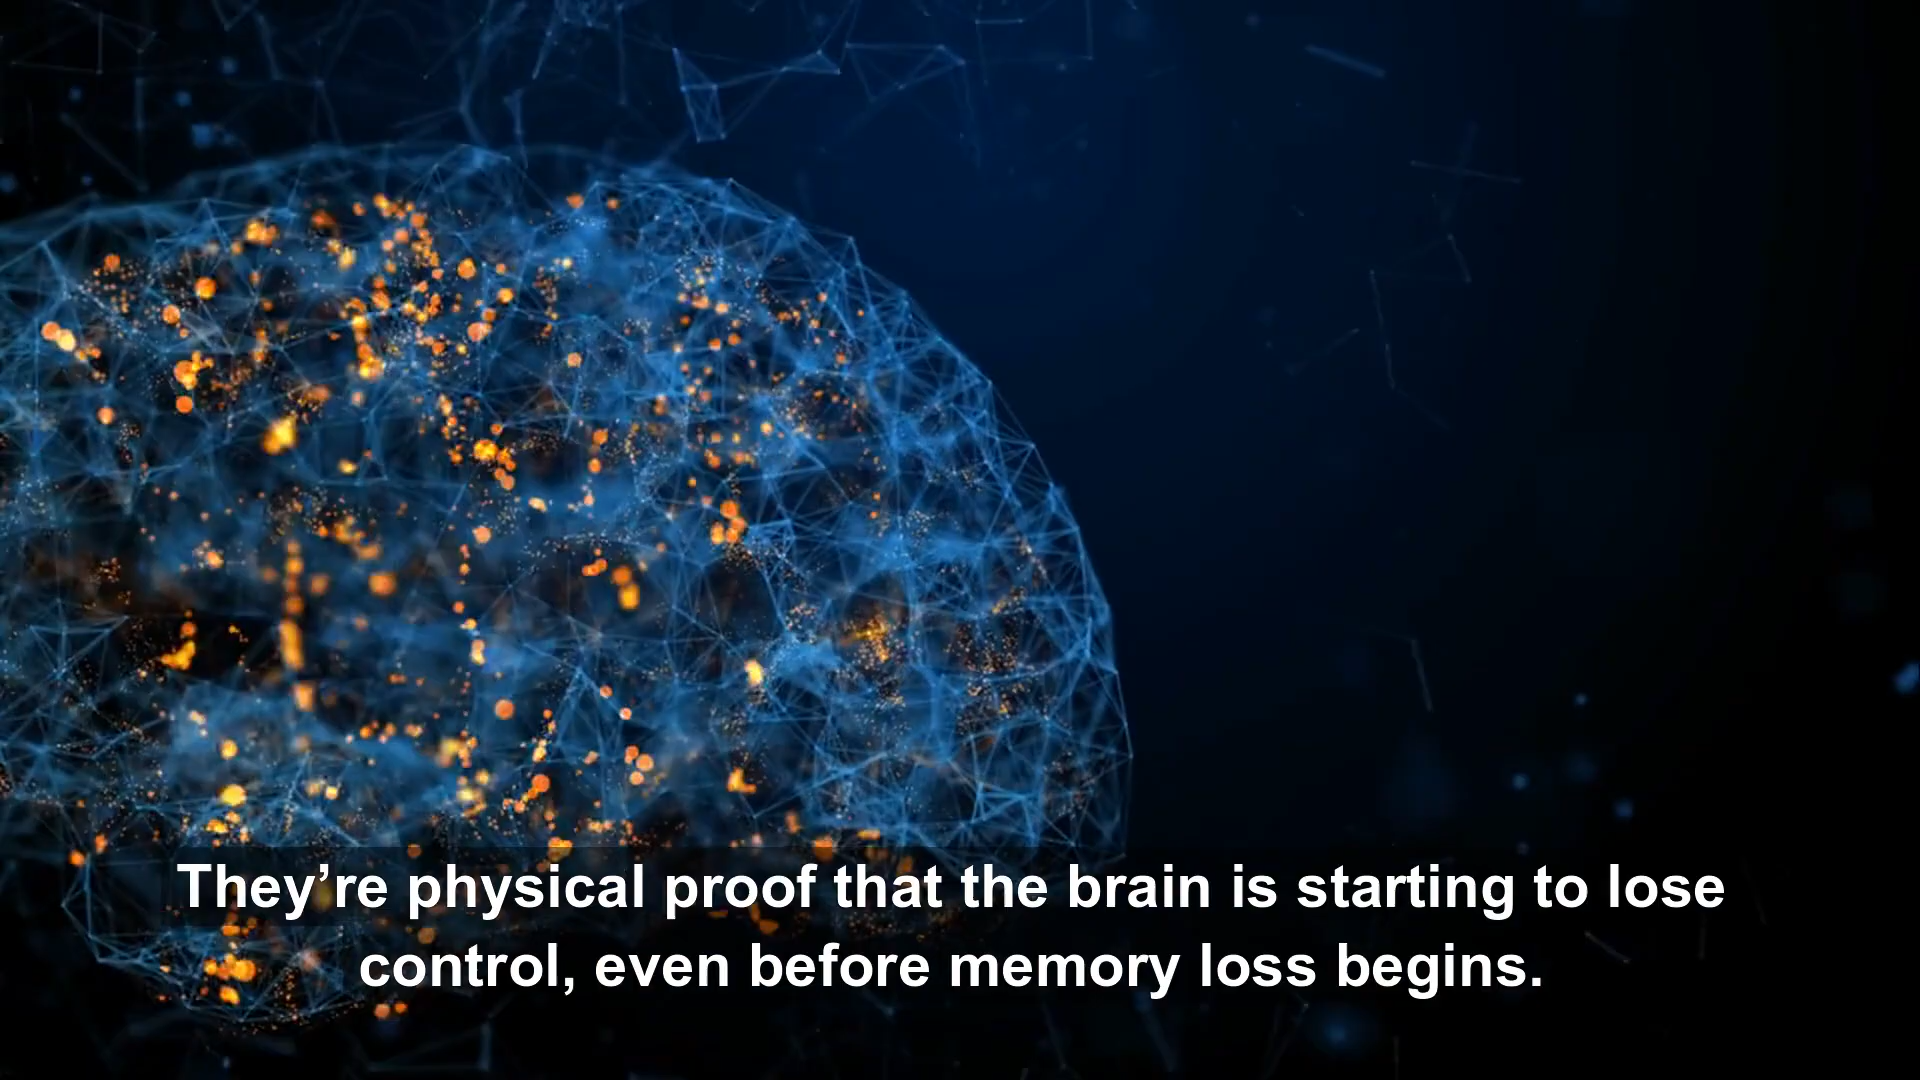 They’re physical proof that the brain is starting to lose
control, even before memory loss begins.